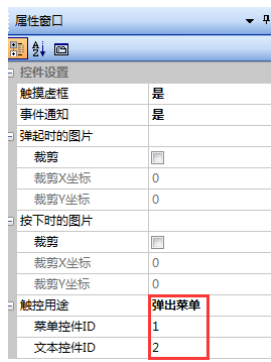 属性窗口
控件设置
触摸虚框 是
事件通知 是
弹起时的图片
裁剪
裁剪X坐标 0
裁剪Y坐标 0
按下时的图片
裁剪
裁剪X坐标 0
裁剪Y坐标 0
触控用途 弹出菜单
菜单控件ID 1
文本控件ID 2